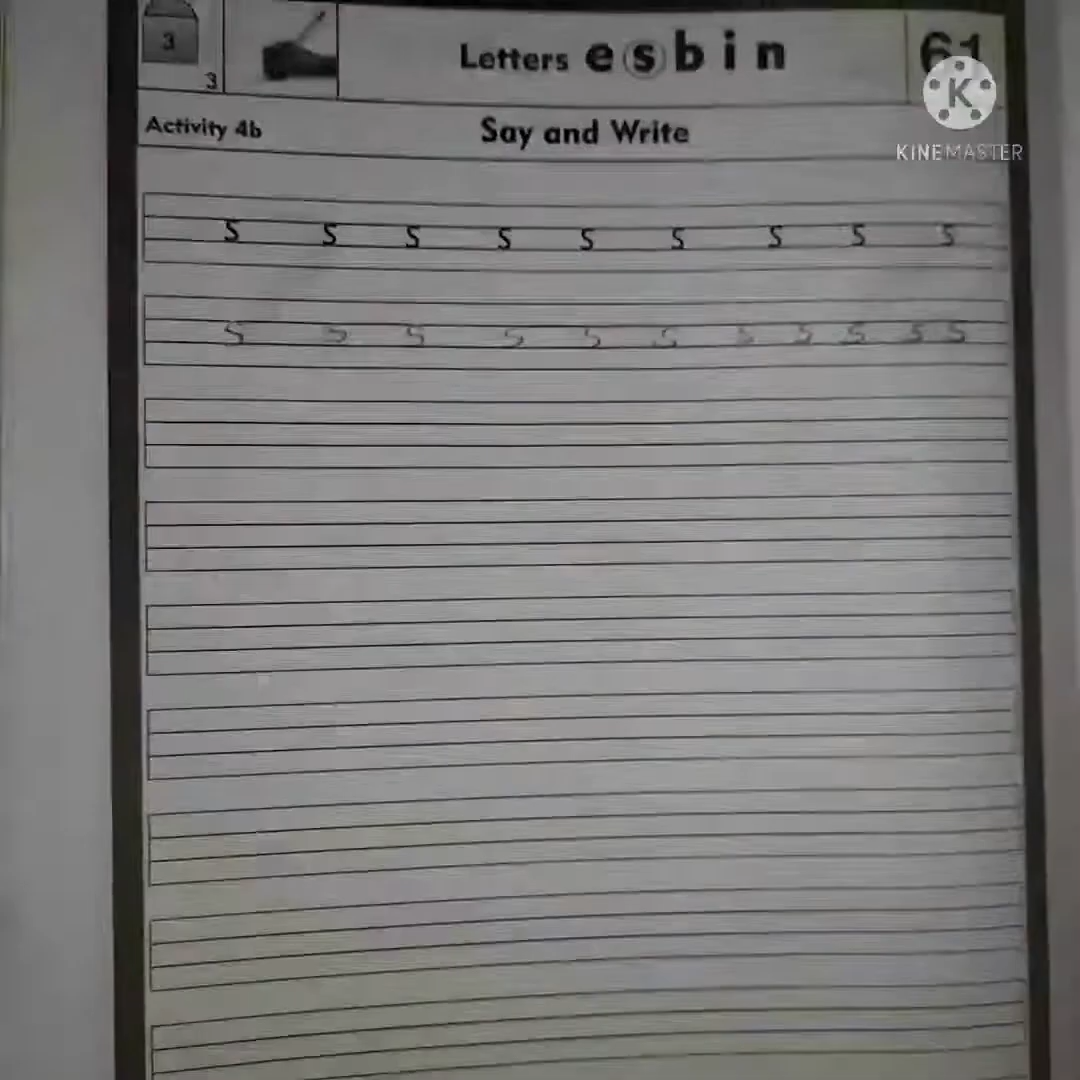 3
3
Letters e s b i n
61
K
KINEMASTER
Activity 4b
Say and Write
s s s s s s s s s
s s s s s s s s s s s